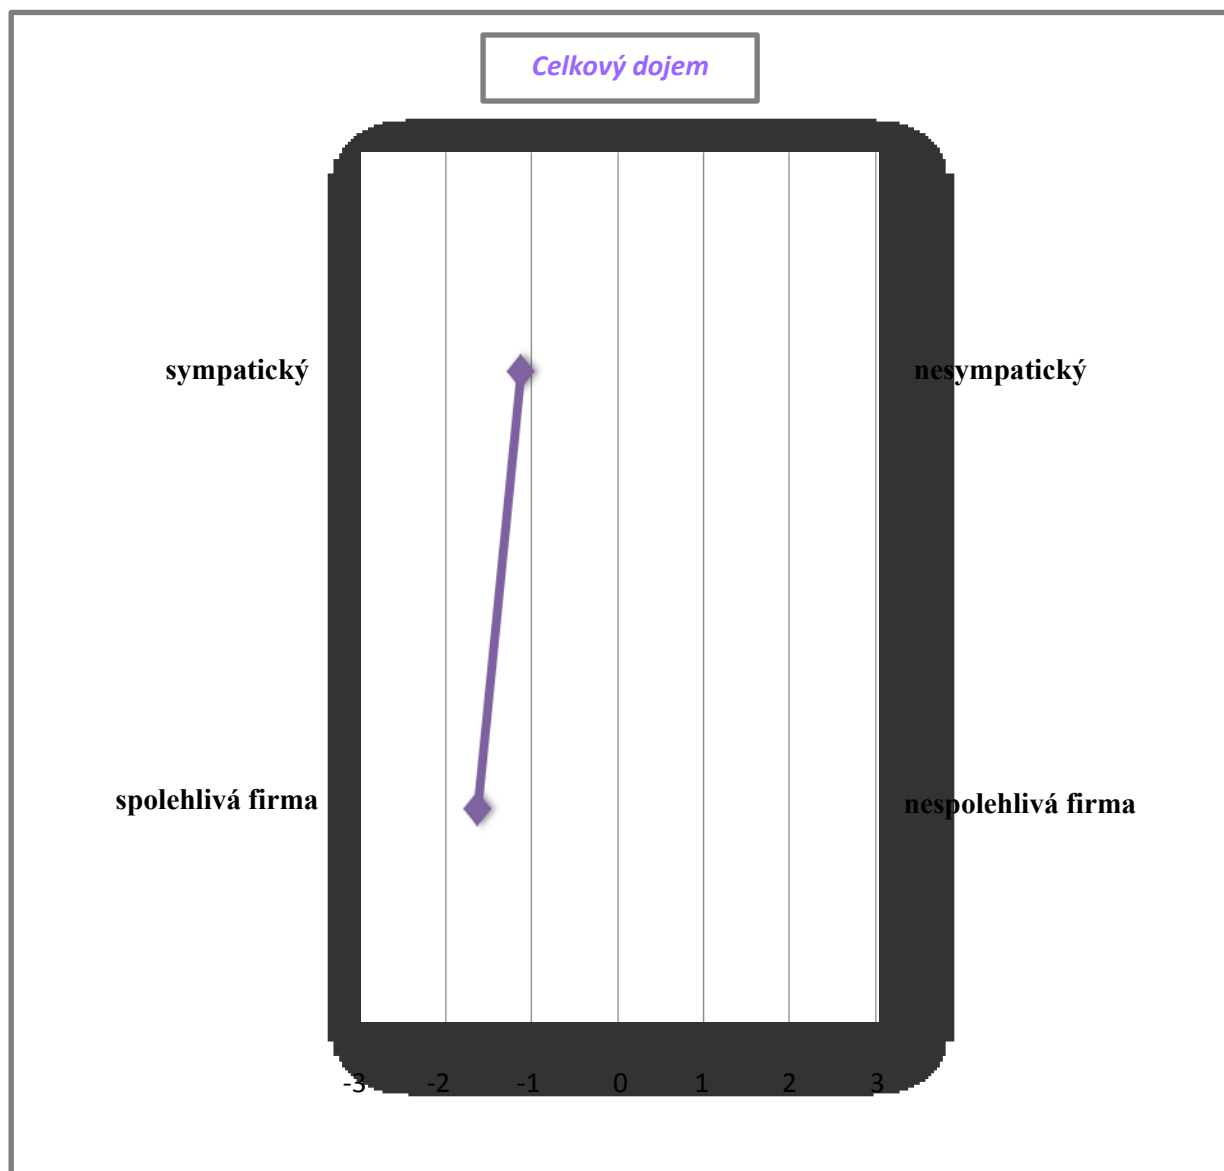 Celkový dojem
sympatický nesympatický
spolehlivá firma nespolehlivá firma
-3 -2 -1 0 1 2 3